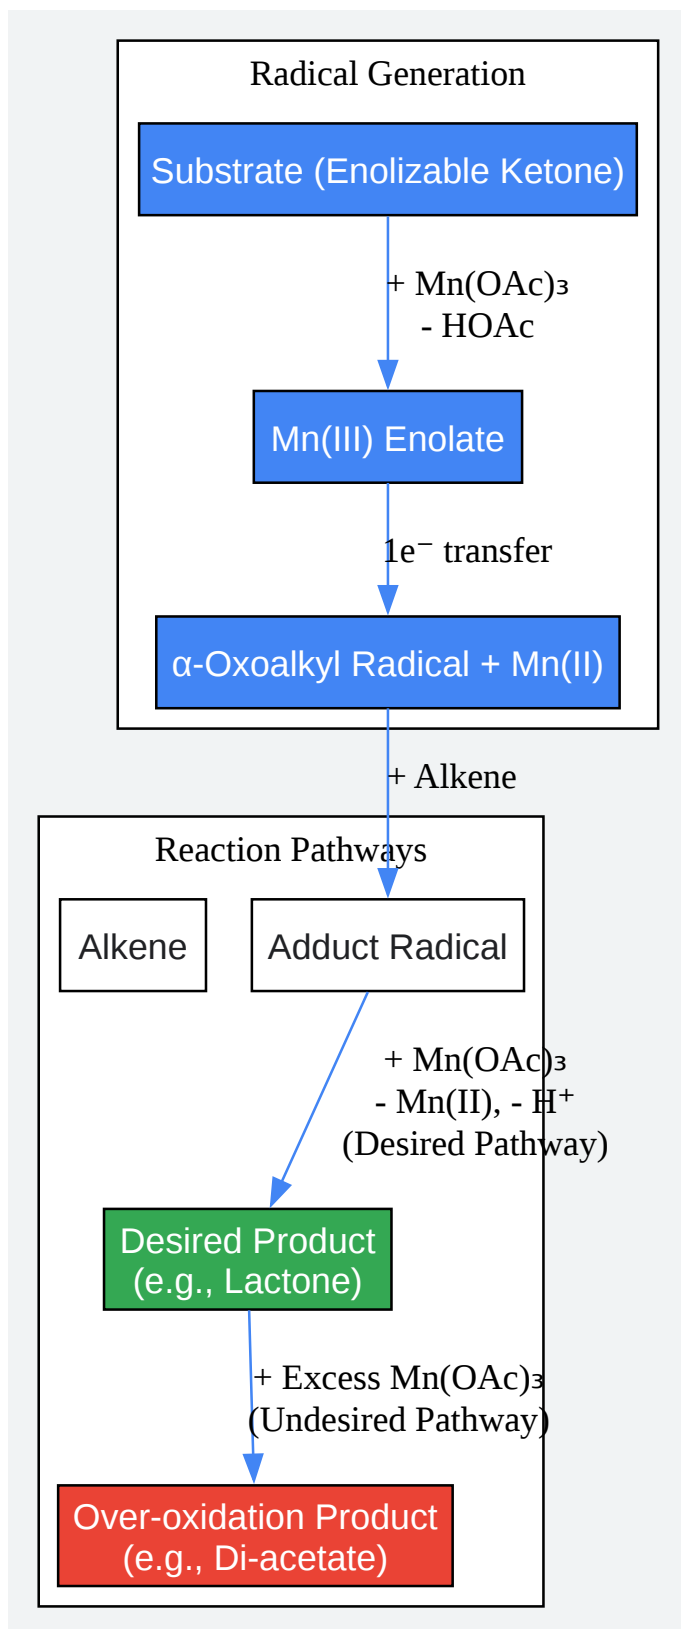 Radical Generation
Substrate (Enolizable Ketone)
+ Mn(OAc)₃
- HOAc
Mn(III) Enolate
1e⁻ transfer
α-Oxoalkyl Radical + Mn(II)
+ Alkene
Reaction Pathways
Alkene
Adduct Radical
+ Mn(OAc)₃
- Mn(II), - H⁺
(Desired Pathway)
Desired Product
(e.g., Lactone)
+ Excess Mn(OAc)₃
(Undesired Pathway)
Over-oxidation Product
(e.g., Di-acetate)